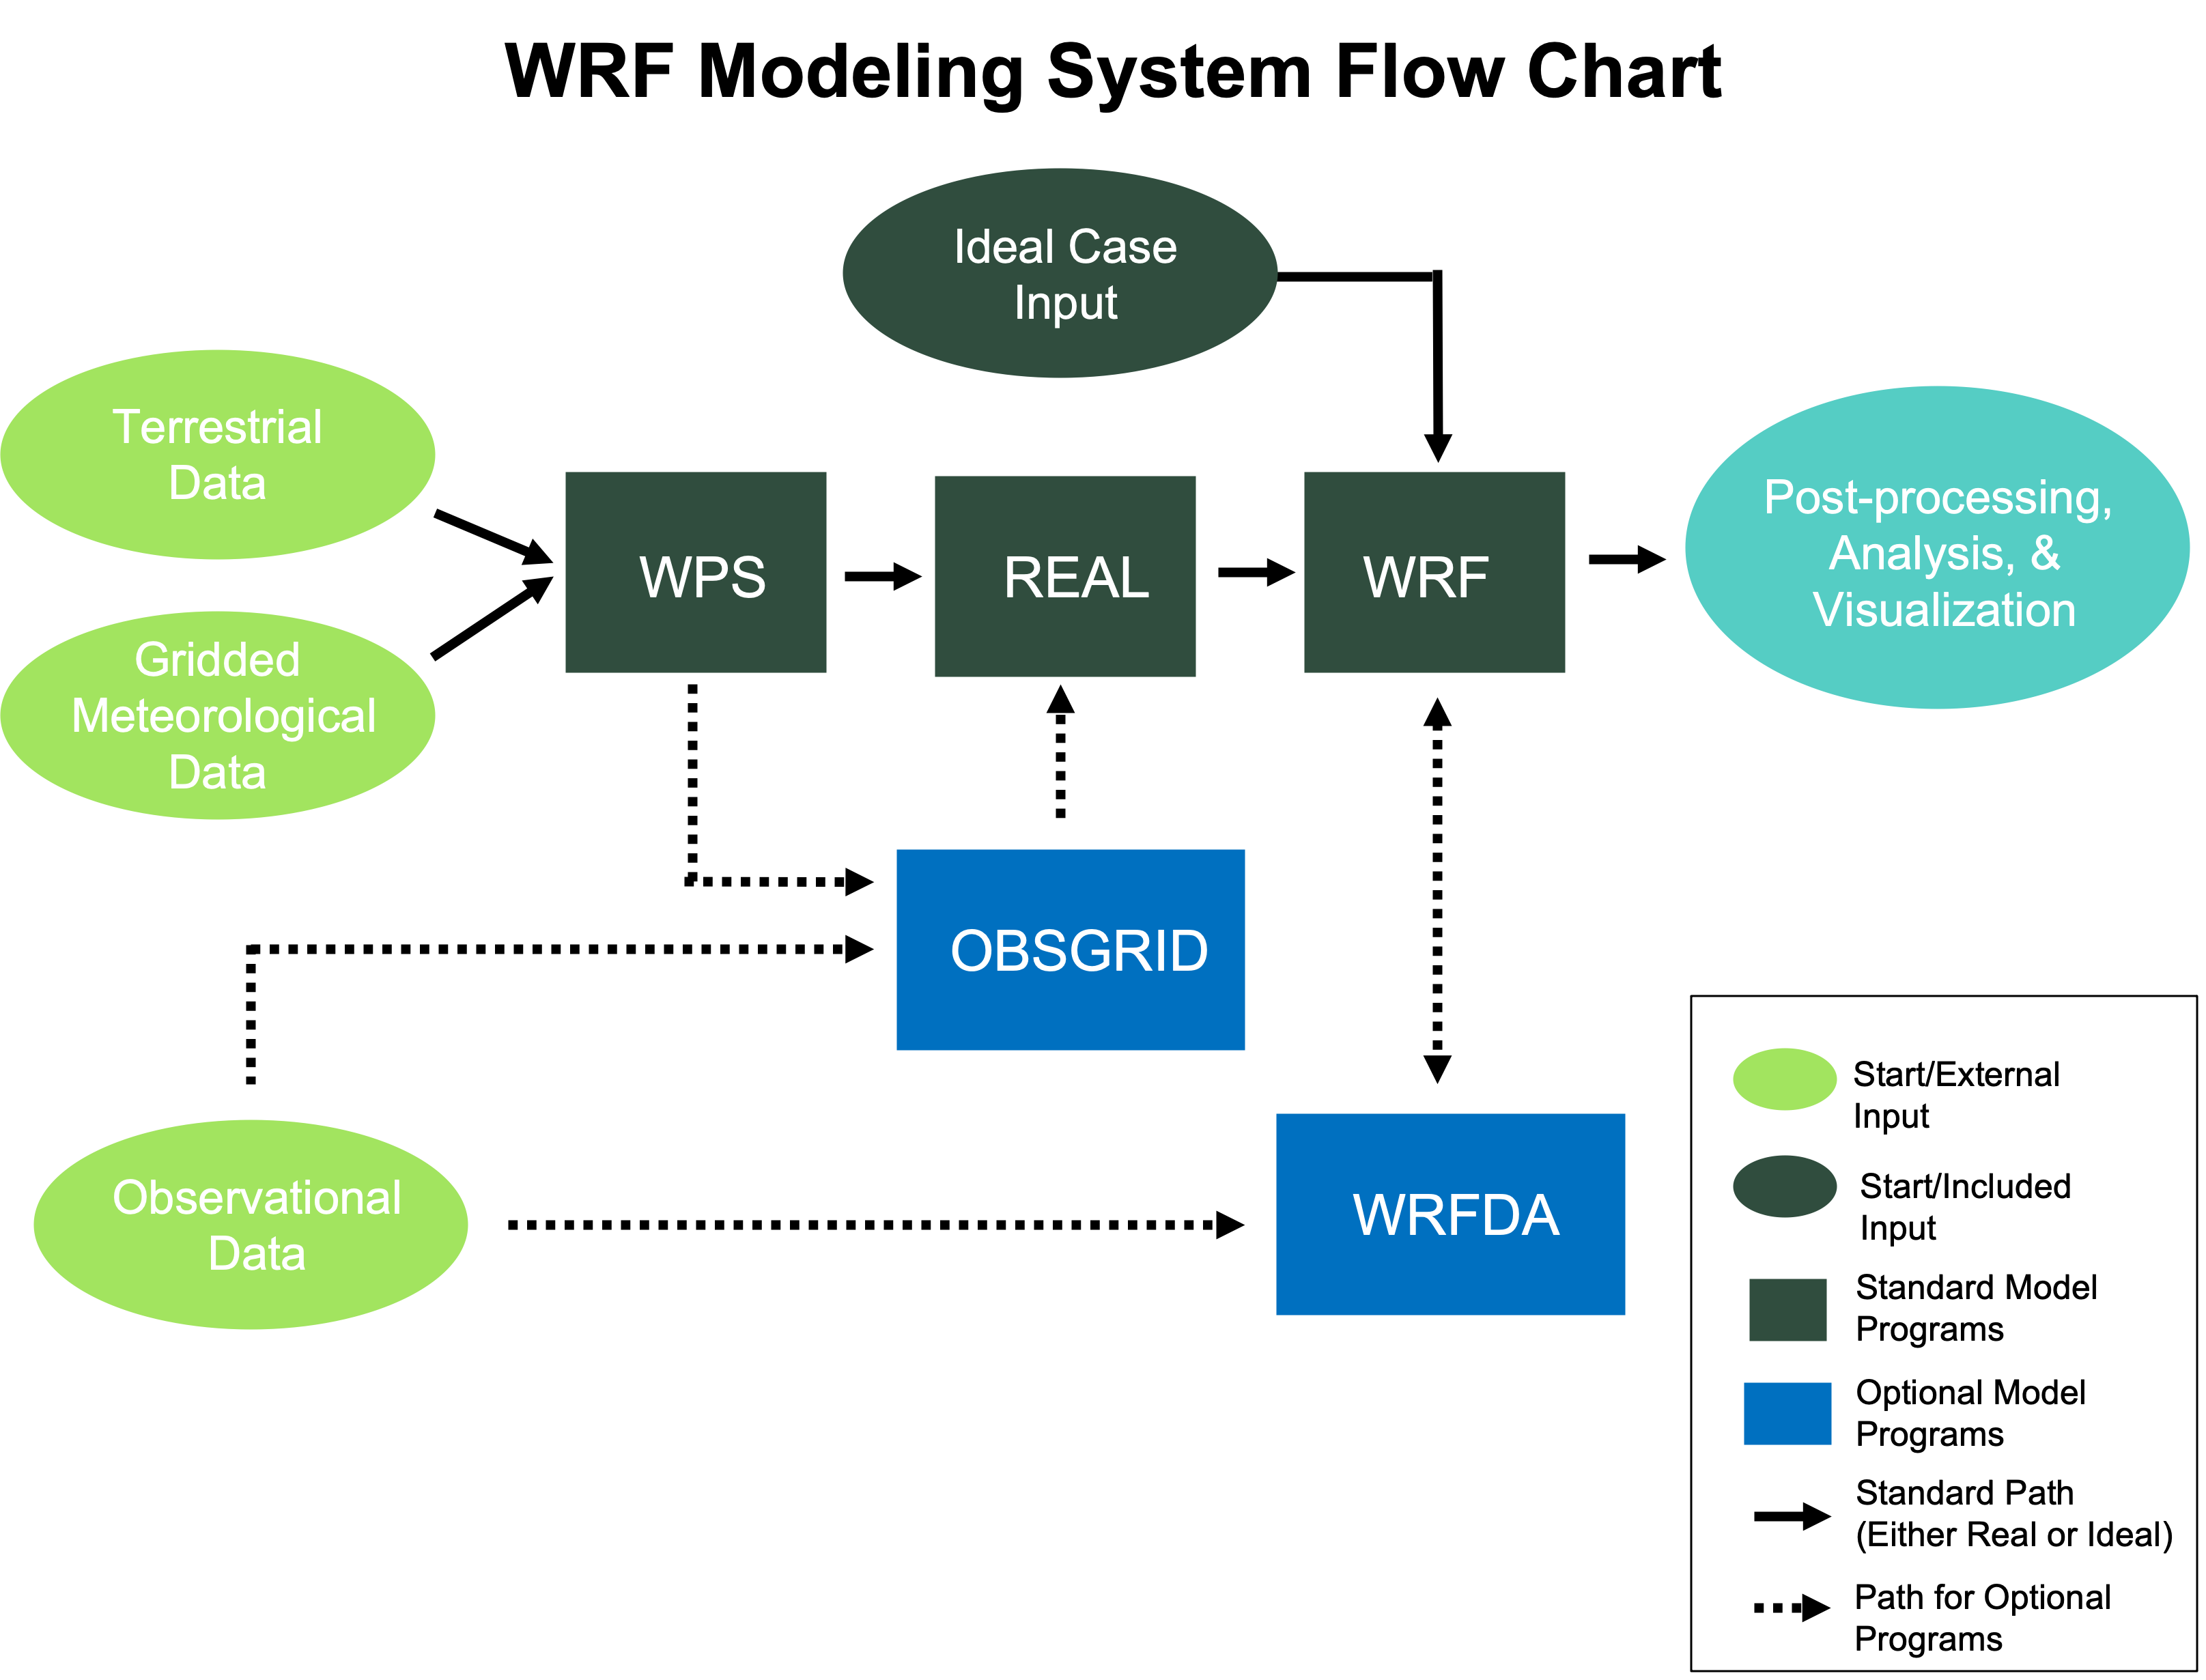 WRF Modeling System Flow Chart
Ideal Case
Input
Terrestrial
Data
Gridded
Meteorological
Data
WPS
REAL
WRF
Post-processing,
Analysis, &
Visualization
OBSGRID
Observational
Data
WRFDA
Start/External
Input
Start/Included
Input
Standard Model
Programs
Optional Model
Programs
Standard Path
(Either Real or Ideal)
Path for Optional
Programs